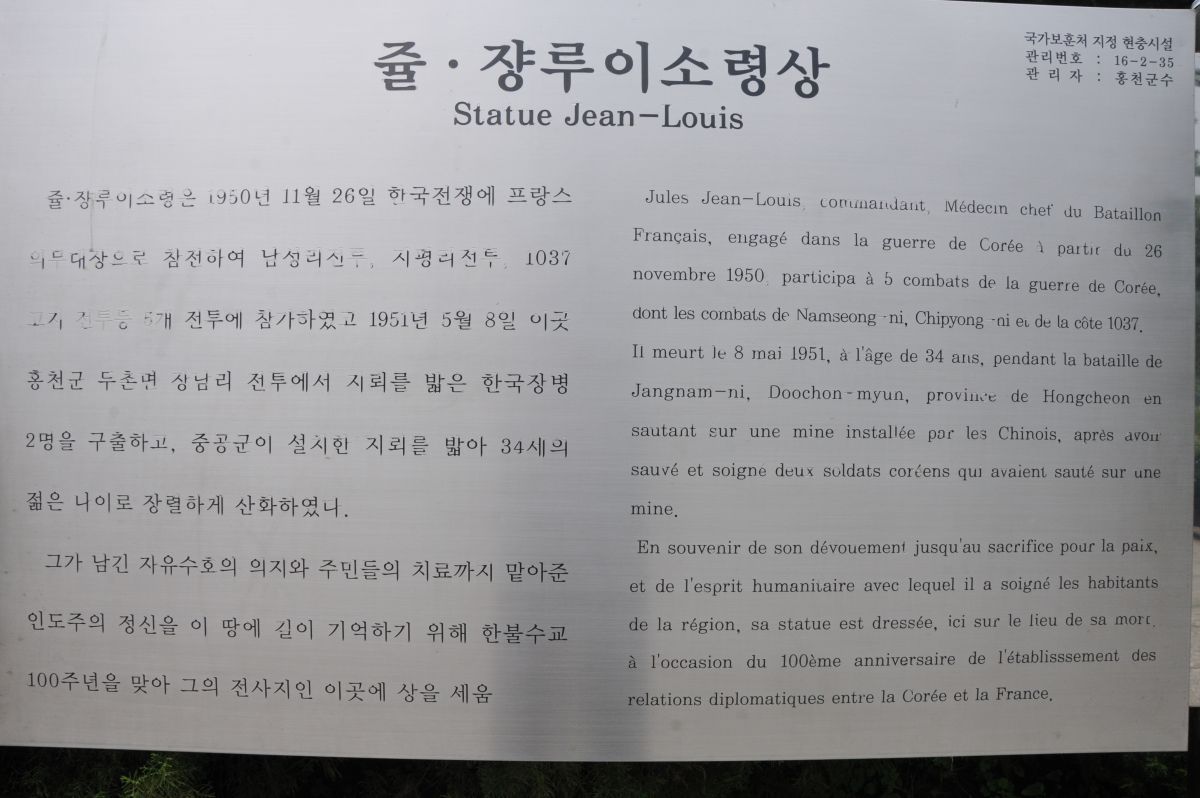 쥴·쟝루이소령상
Statue Jean-Louis
국가보훈처 지정 현충시설
관리번호 : 16-2-35
관 리 자 : 홍천군수
쥴·쟝루이소령은 1950년 11월 26일 한국전쟁에 프랑스
의무대장으로 참전하여 남성리전투, 지평리전투, 1037
고지 전투등 5개 전투에 참가하였고 1951년 5월 8일 이곳
홍천군 두촌면 장남리 전투에서 지뢰를 밟은 한국장병
2명을 구출하고, 중공군이 설치한 지뢰를 밟아 34세의
젊은 나이로 장렬하게 산화하였다.
그가 남긴 자유수호의 의지와 주민들의 치료까지 맡아준
인도주의 정신을 이 땅에 길이 기억하기 위해 한불수교
100주년을 맞아 그의 전사지인 이곳에 상을 세움
Jules Jean-Louis, commandant, Médecin chef du Bataillon
Français, engagé dans la guerre de Corée à partir du 26
novembre 1950, participa à 5 combats de la guerre de Corée,
dont les combats de Namseong-ni, Chipyong-ni et de la côte 1037.
Il meurt le 8 mai 1951, à l'âge de 34 ans, pendant la bataille de
Jangnam-ni, Doochon-myun, province de Hongcheon en
sautant sur une mine installée par les Chinois, après avoir
sauvé et soigné deux soldats coréens qui avaient sauté sur une
mine.
En souvenir de son dévouement jusqu'au sacrifice pour la paix,
et de l'esprit humanitaire avec lequel il a soigné les habitants
de la région, sa statue est dressée, ici sur le lieu de sa mort,
à l'occasion du 100ème anniversaire de l'établisssement des
relations diplomatiques entre la Corée et la France.